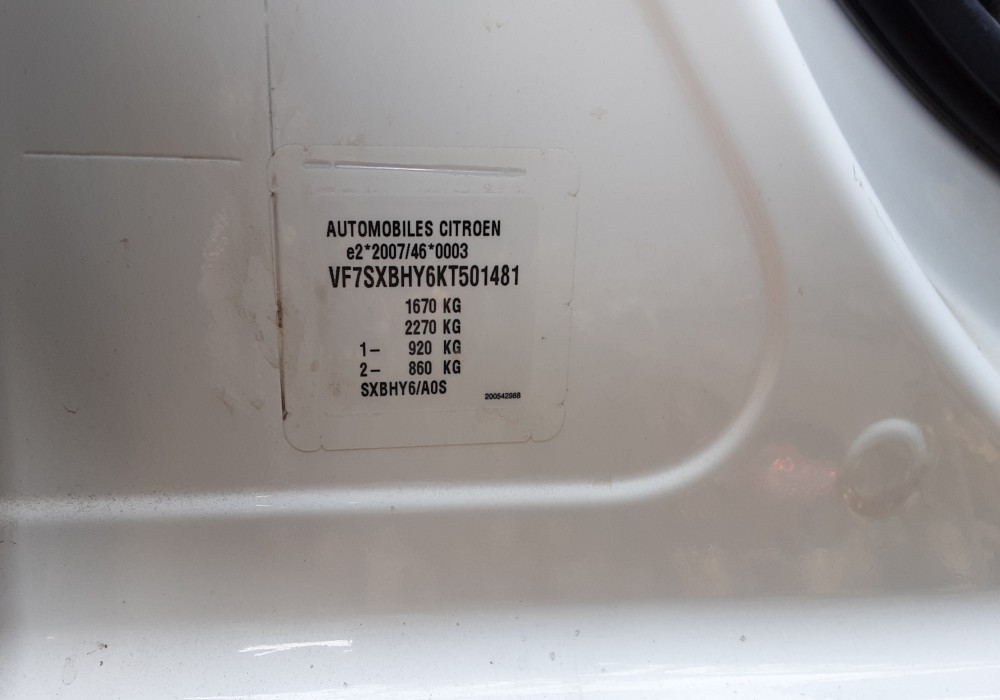 AUTOMOBILES CITROEN
e2*2007/46*0003
VF7SXBHY6KT501481
1670 KG
2270 KG
1– 920 KG
2– 860 KG
SXBHY6/A0S
200542988